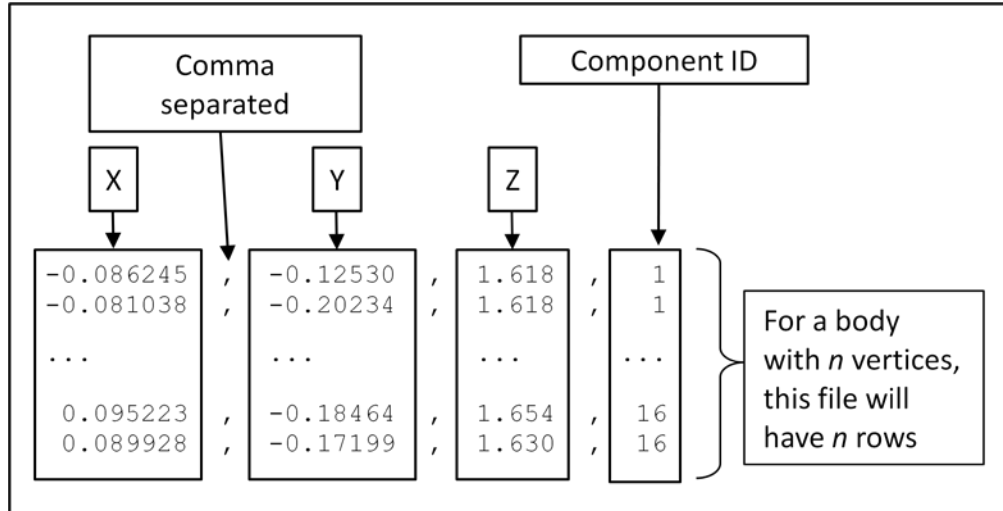 Comma
separated
Component ID
X
Y
Z
-0.086245 , -0.12530 , 1.618 , 1
-0.081038 , -0.20234 , 1.618 , 1
... ... ... ...
0.095223 , -0.18464 , 1.654 , 16
0.089928 , -0.17199 , 1.630 , 16
For a body
with n vertices,
this file will
have n rows